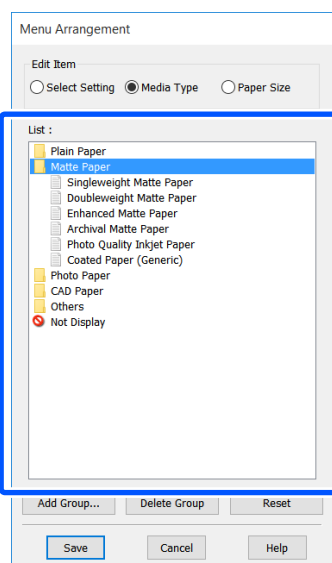 Menu Arrangement
Edit Item
Select Setting Media Type Paper Size
List :
Plain Paper
Matte Paper
Singleweight Matte Paper
Doubleweight Matte Paper
Enhanced Matte Paper
Archival Matte Paper
Photo Quality Inkjet Paper
Coated Paper (Generic)
Photo Paper
CAD Paper
Others
Not Display
Add Group... Delete Group Reset
Save Cancel Help